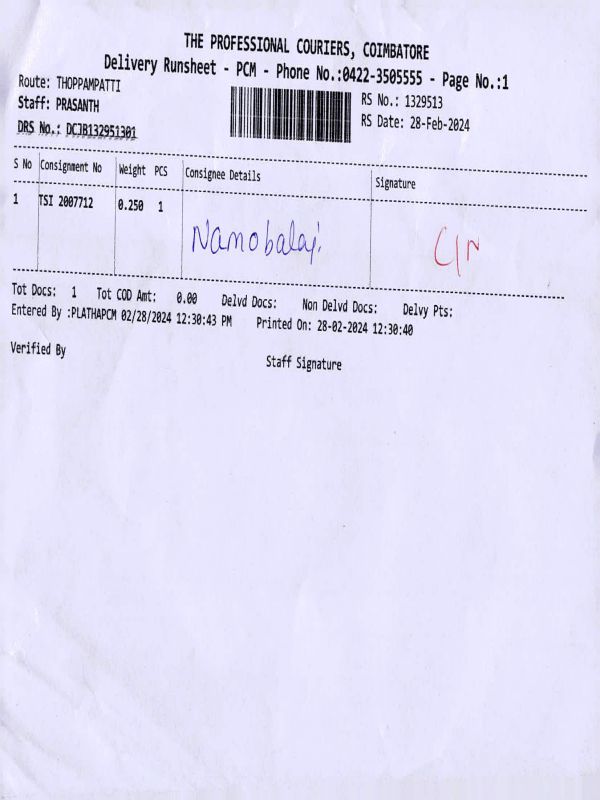 THE PROFESSIONAL COURIERS, COIMBATORE
Delivery Runsheet - PCM - Phone No.:0422-3505555 - Page No.:1
Route: THOPPAMPATTI
RS No.: 1329513
Staff: PRASANTH
RS Date: 28-Feb-2024
DRS No.: DCJB132951301
S No Consignment No Weight PCS Consignee Details Signature
1 TSI 2007712 0.250 1 Namobalaji. C/N
Tot Docs: 1 Tot COD Amt: 0.00 Delvd Docs: Non Delvd Docs: Delvy Pts:
Entered By :PLATHAPCM 02/28/2024 12:30:43 PM Printed On: 28-02-2024 12:30:40
Verified By
Staff Signature